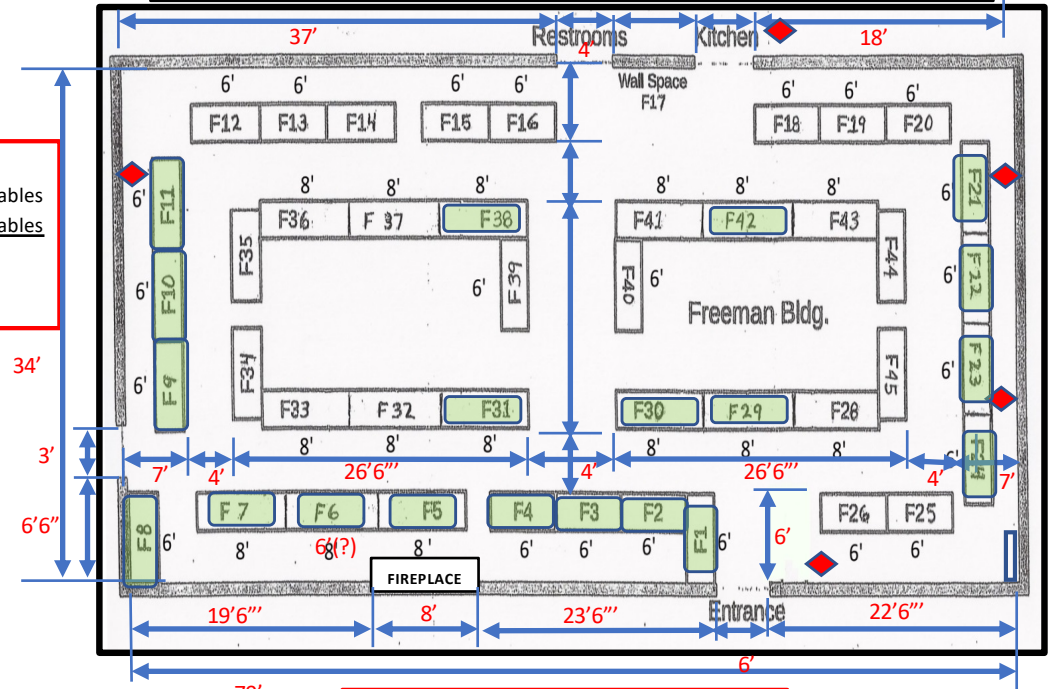 37'
Restrooms
4'
Kitchen
18'
Wall Space
F17
6' 6' 6' 6' 6' 6' 6'
F12 F13 F14 F15 F16 F18 F19 F20
ables
ables
6' F11
8' 8' 8' 8' 8' 8'
6' F21
F36 F37 F38 F41 F42 F43
F35 F39 6' F40 6' F44
6' F10
6' F22
Freeman Bldg.
34'
6' F9
F34 F45
6' F23
F33 F32 F31 F30 F29 F28
8' 8' 8' 8' 8' 8'
3'
7' 4' 26'6"' 4' 26'6"' 4' 7'
F24
6'6"
F8 6'
F7 F6 F5 F4 F3 F2 F1 6'
6'
F26 F25
8' 8' 8' 6' 6' 6' 6' 6'
6'(?)
FIREPLACE
Entrance
19'6"' 8' 23'6"' 22'6"'
6'